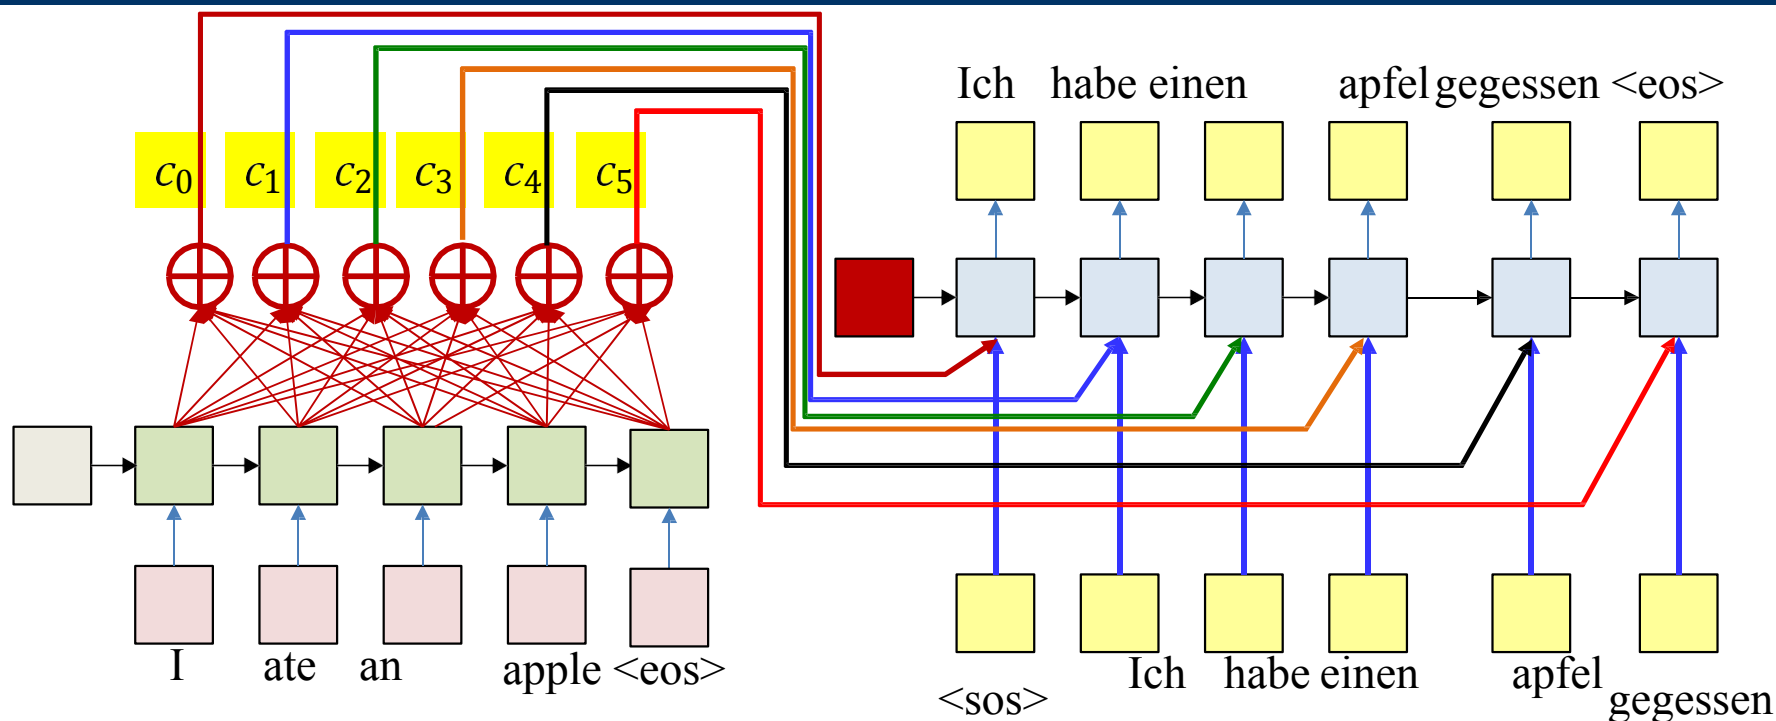 Ich habe einen apfel gegessen <eos>
c₀ c₁ c₂ c₃ c₄ c₅
I ate an apple <eos>
<sos> Ich habe einen apfel gegessen